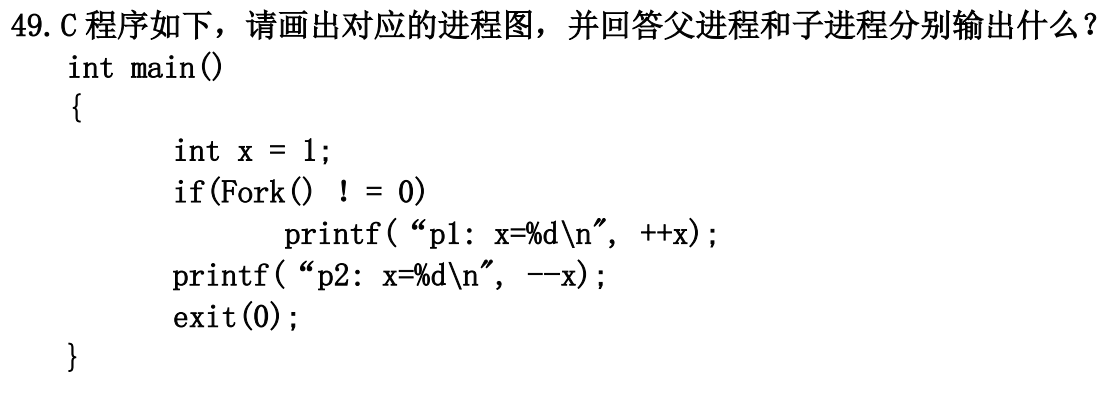 49. C 程序如下，请画出对应的进程图，并回答父进程和子进程分别输出什么？
int main()
{
int x = 1;
if(Fork() ! = 0)
printf( “p1: x=%d\n”, ++x);
printf( “p2: x=%d\n”, --x);
exit(0);
}